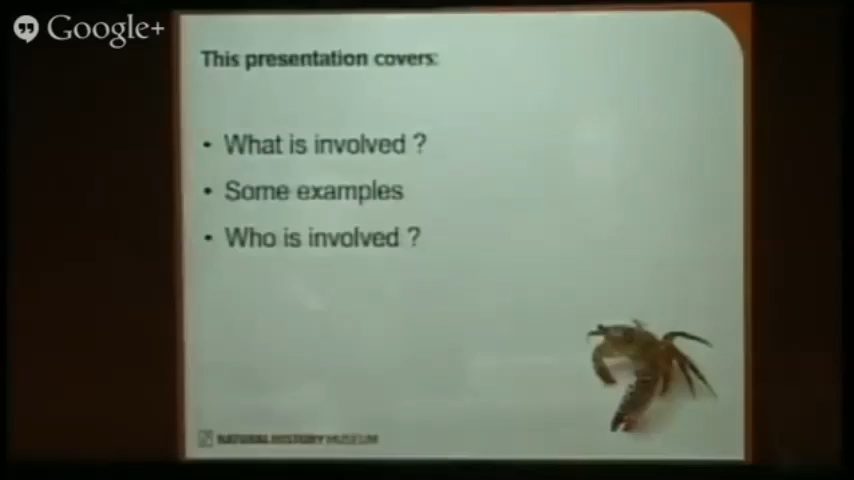 Google+
This presentation covers:
• What is involved ?
• Some examples
• Who is involved ?
NATURAL HISTORY MUSEUM